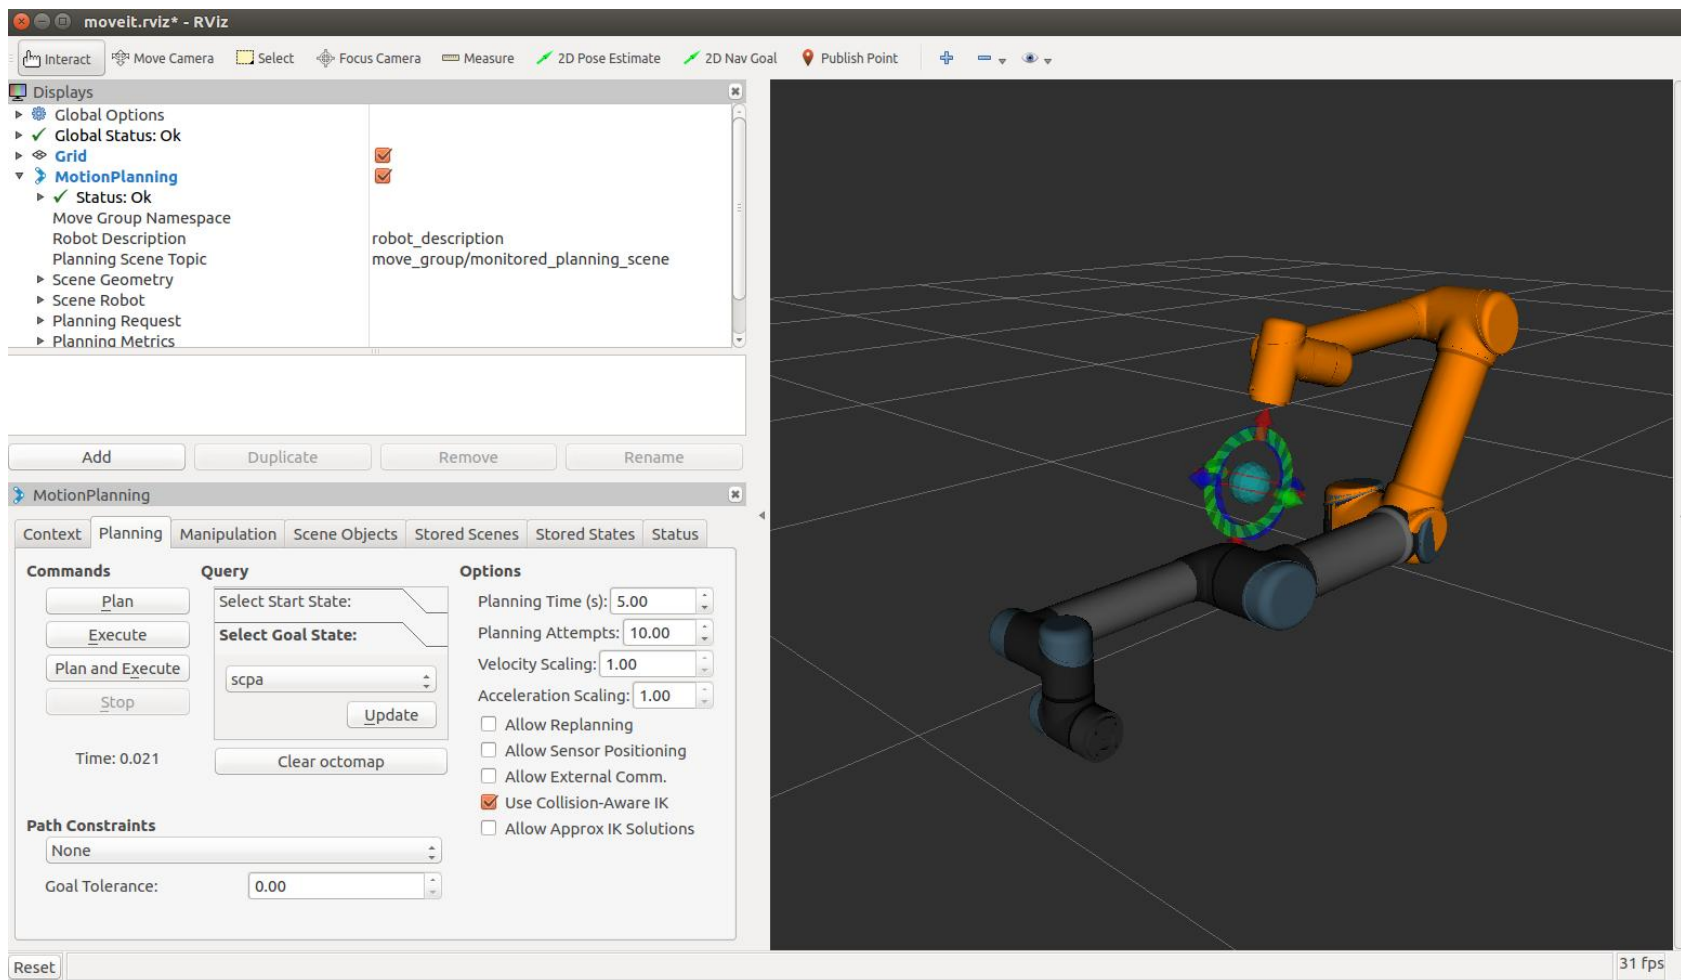 moveit.rviz* - RViz
Interact Move Camera Select Focus Camera Measure 2D Pose Estimate 2D Nav Goal Publish Point
Displays
Global Options
Global Status: Ok
Grid
MotionPlanning
Status: Ok
Move Group Namespace
Robot Description robot_description
Planning Scene Topic move_group/monitored_planning_scene
Scene Geometry
Scene Robot
Planning Request
Planning Metrics
Add Duplicate Remove Rename
MotionPlanning
Context Planning Manipulation Scene Objects Stored Scenes Stored States Status
Commands Query Options
Plan Select Start State: Planning Time (s): 5.00
Execute Select Goal State: Planning Attempts: 10.00
Plan and Execute scpa Velocity Scaling: 1.00
Stop Update Acceleration Scaling: 1.00
Allow Replanning
Time: 0.021 Clear octomap Allow Sensor Positioning
Allow External Comm.
Use Collision-Aware IK
Path Constraints Allow Approx IK Solutions
None
Goal Tolerance: 0.00
Reset 31 fps